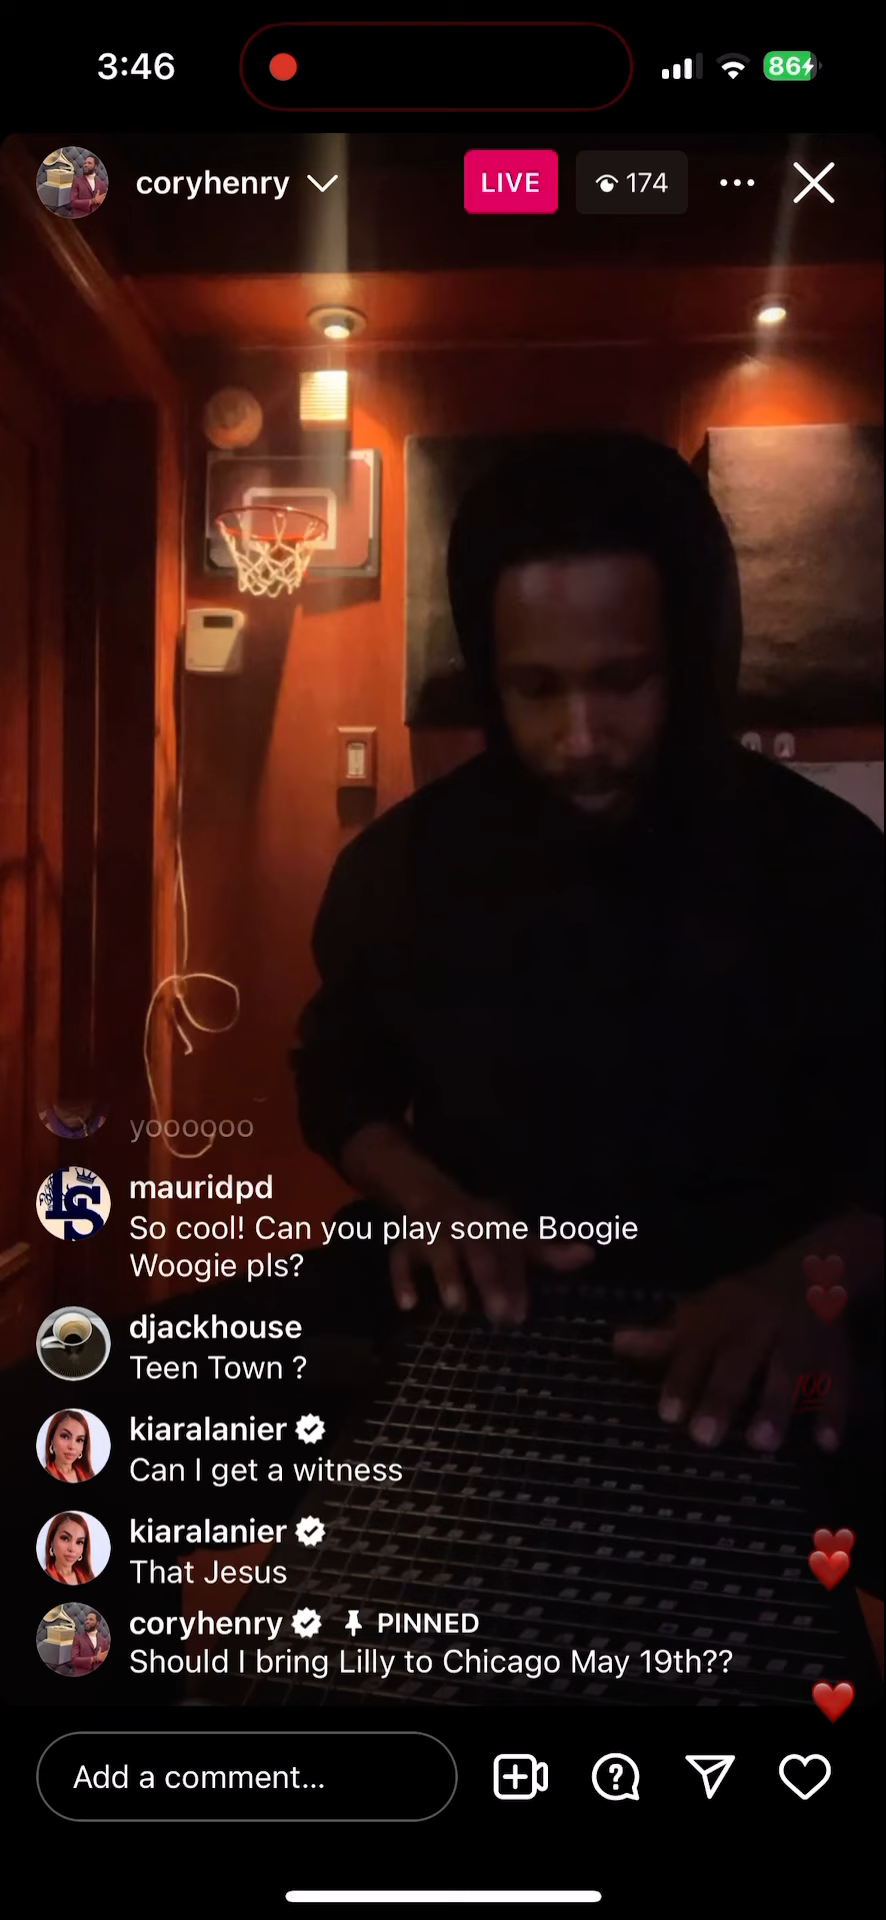 3:46
86
coryhenry
LIVE
174
yoooooo
mauridpd
So cool! Can you play some Boogie
Woogie pls?
djackhouse
Teen Town ?
kiaralanier
Can I get a witness
kiaralanier
That Jesus
coryhenry PINNED
Should I bring Lilly to Chicago May 19th??
Add a comment...